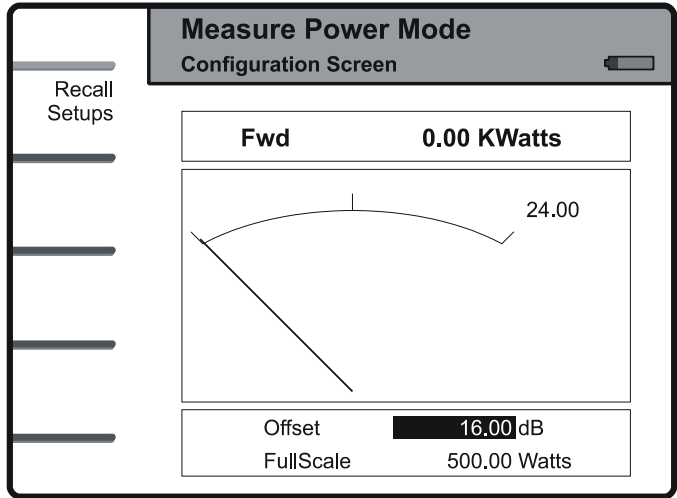 Measure Power Mode
Configuration Screen
Recall
Setups
Fwd 0.00 KWatts
24.00
Offset 16.00 dB
FullScale 500.00 Watts